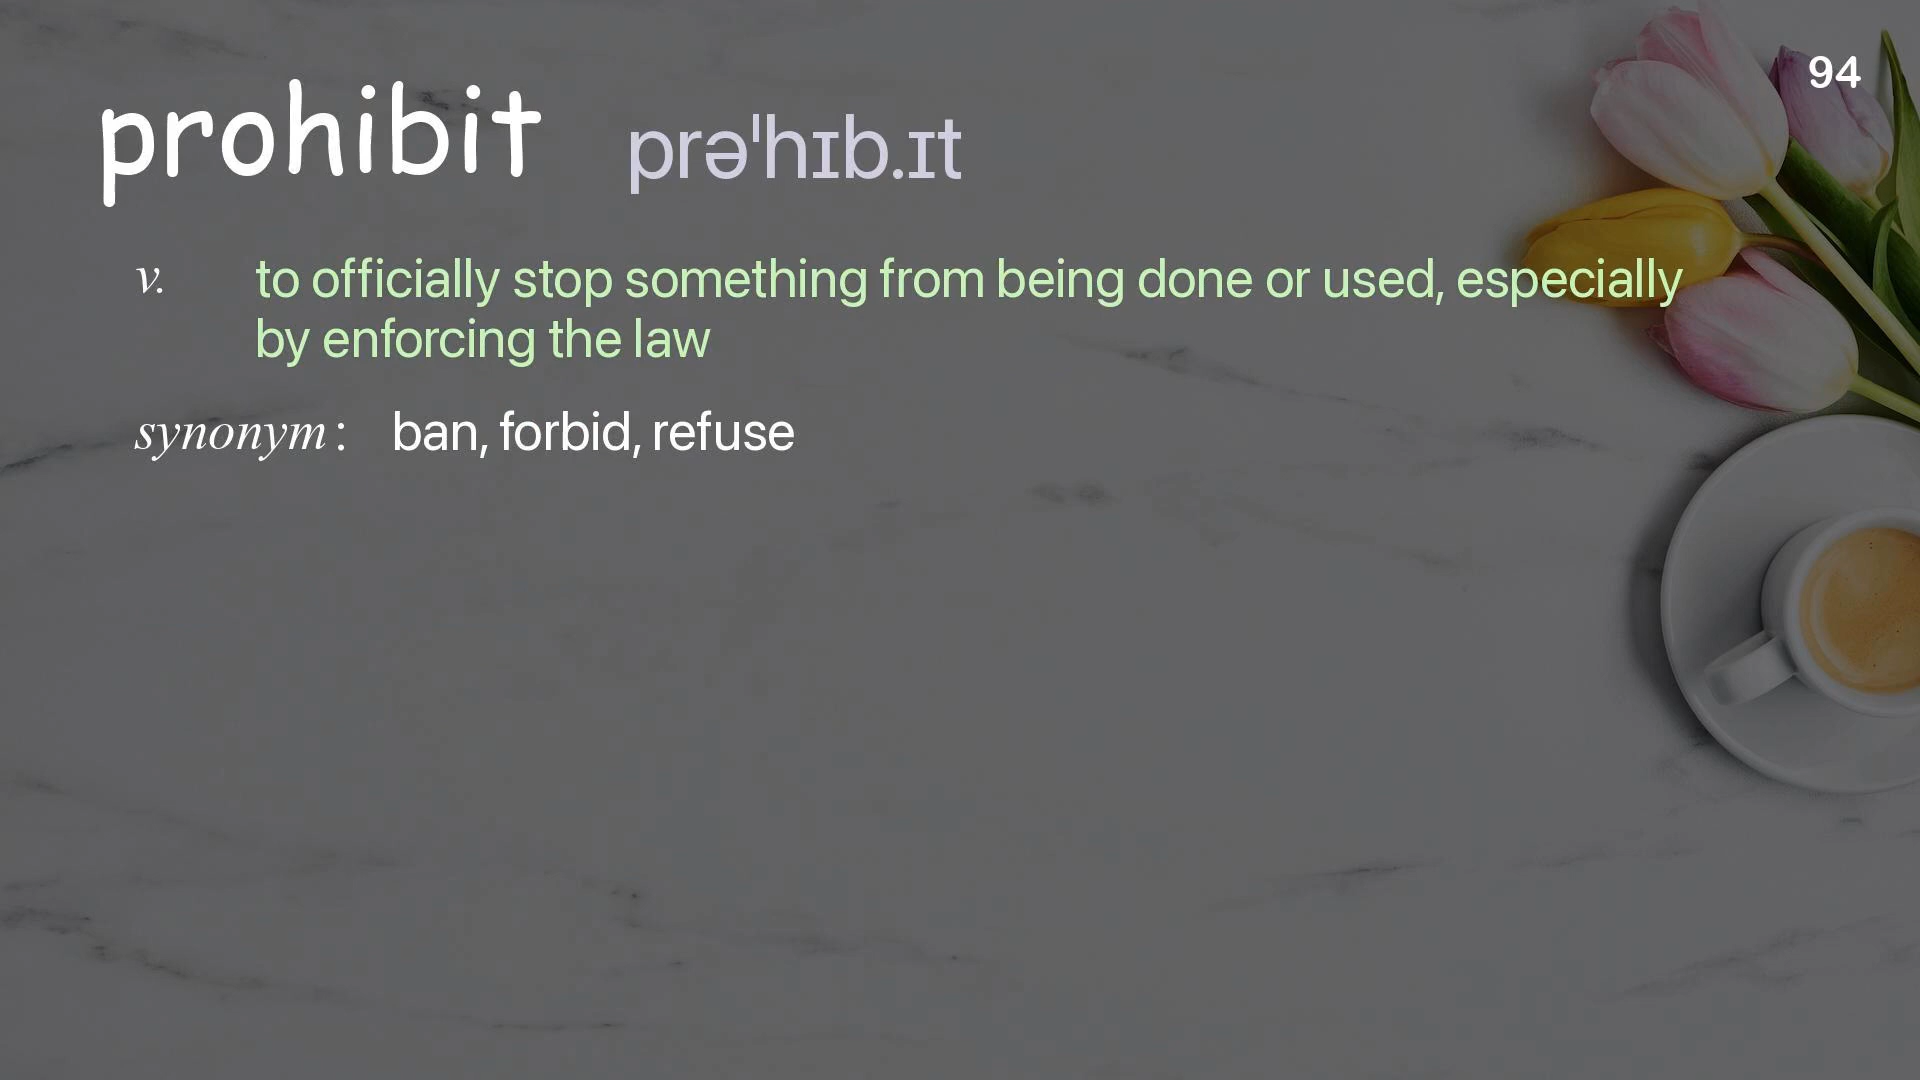 94
prohibit prəˈhɪb.ɪt
v. to officially stop something from being done or used, especially
by enforcing the law
synonym: ban, forbid, refuse